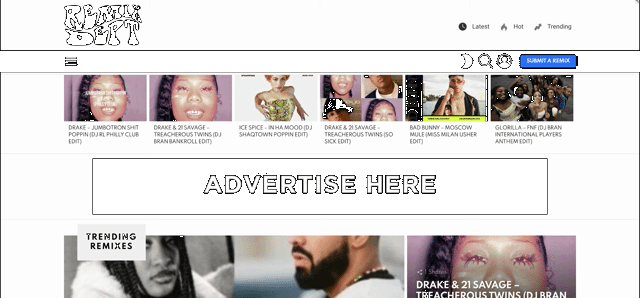 REMIX
DEPT
Latest
Hot
Trending
SUBMIT A REMIX
DRAKE – JUMBOTRON SHIT
POPPIN (DJ RL PHILLY CLUB
EDIT)
DRAKE & 21 SAVAGE –
TREACHEROUS TWINS (DJ
BRAN BANKROLL EDIT)
ICE SPICE – IN HA MOOD (DJ
SHAQTOWN POPPIN EDIT)
DRAKE & 21 SAVAGE –
TREACHEROUS TWINS (SO
SICK EDIT)
BAD BUNNY – MOSCOW
MULE (MISS MILAN USHER
EDIT)
GLORILLA – FNF (DJ BRAN
INTERNATIONAL PLAYERS
ANTHEM EDIT)
ADVERTISE HERE
TRENDING
REMIXES
1 Shares
DRAKE & 21 SAVAGE –
TREACHEROUS TWINS (DJ BRAN